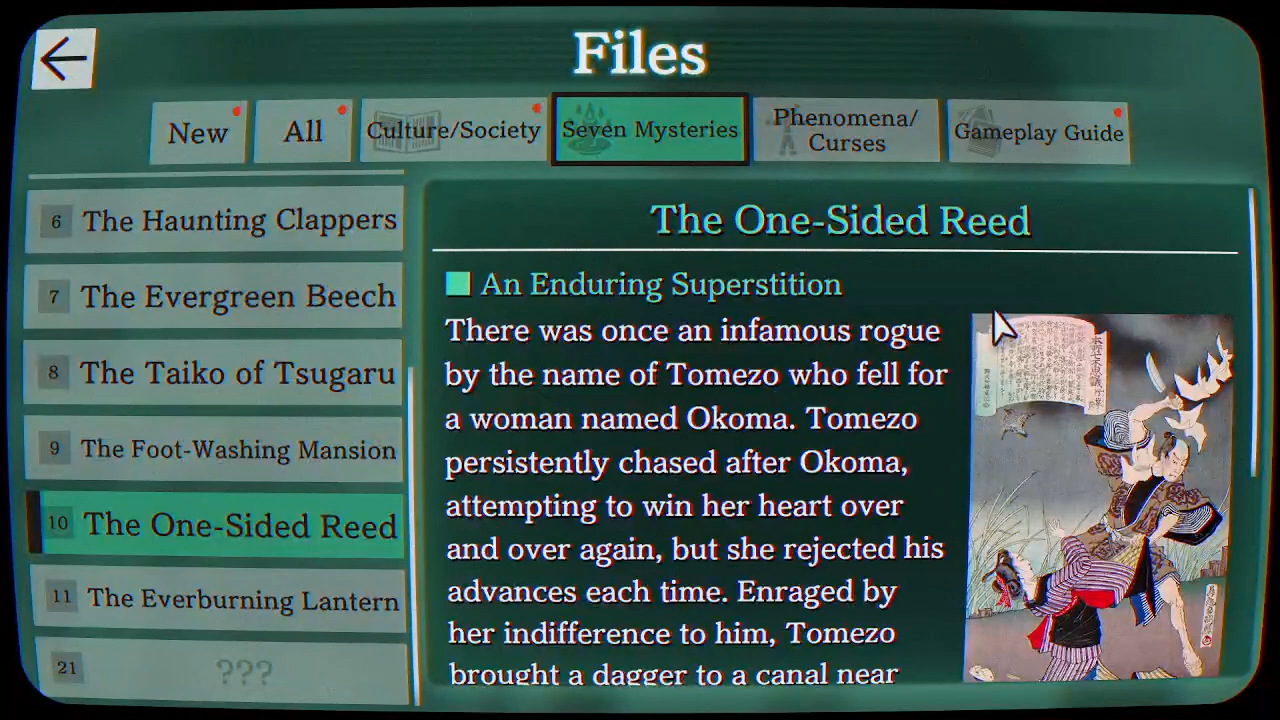 Files
New
All
Culture/Society
Seven Mysteries
Phenomena/
Curses
Gameplay Guide
6 The Haunting Clappers
7 The Evergreen Beech
8 The Taiko of Tsugaru
9 The Foot-Washing Mansion
10 The One-Sided Reed
11 The Everburning Lantern
21 ???
The One-Sided Reed
An Enduring Superstition
There was once an infamous rogue
by the name of Tomezo who fell for
a woman named Okoma. Tomezo
persistently chased after Okoma,
attempting to win her heart over
and over again, but she rejected his
advances each time. Enraged by
her indifference to him, Tomezo
brought a dagger to a canal near